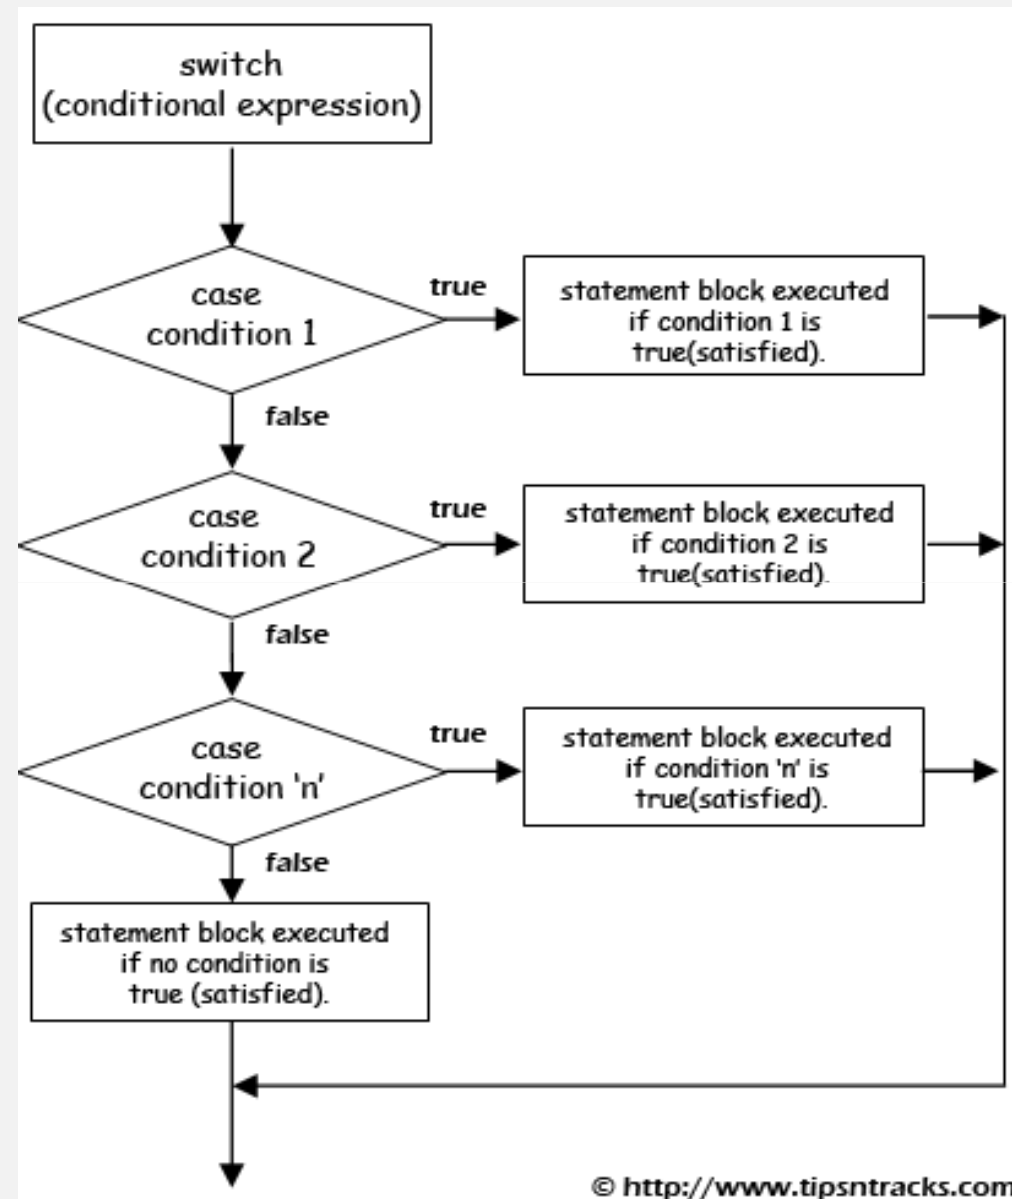 switch
(conditional expression)
case
condition 1
true
statement block executed
if condition 1 is
true(satisfied).
false
case
condition 2
true
statement block executed
if condition 2 is
true(satisfied).
false
case
condition 'n'
true
statement block executed
if condition 'n' is
true(satisfied).
false
statement block executed
if no condition is
true (satisfied).
© http://www.tipsntracks.com